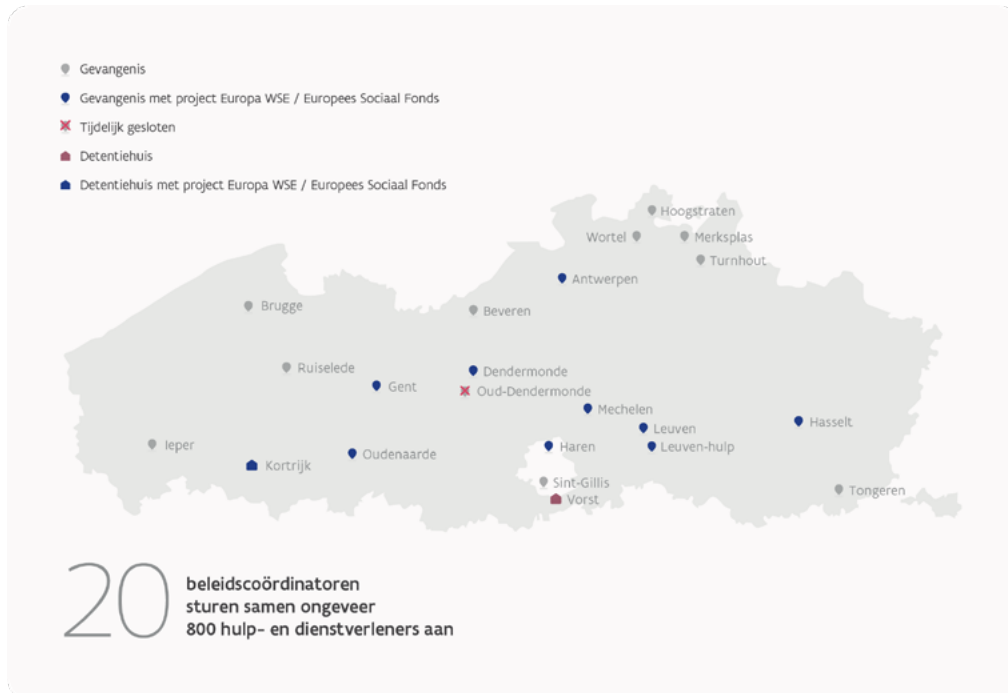 Gevangenis
Gevangenis met project Europa WSE / Europees Sociaal Fonds
Tijdelijk gesloten
Detentiehuis
Detentiehuis met project Europa WSE / Europees Sociaal Fonds
Hoogstraten
Wortel
Merksplas
Turnhout
Antwerpen
Brugge
Beveren
Ruiselede
Dendermonde
Gent
Oud-Dendermonde
Mechelen
Hasselt
Leuven
Ieper
Haren
Leuven-hulp
Oudenaarde
Kortrijk
Sint-Gillis
Tongeren
Vorst
20
beleidscoördinatoren
sturen samen ongeveer
800 hulp- en dienstverleners aan